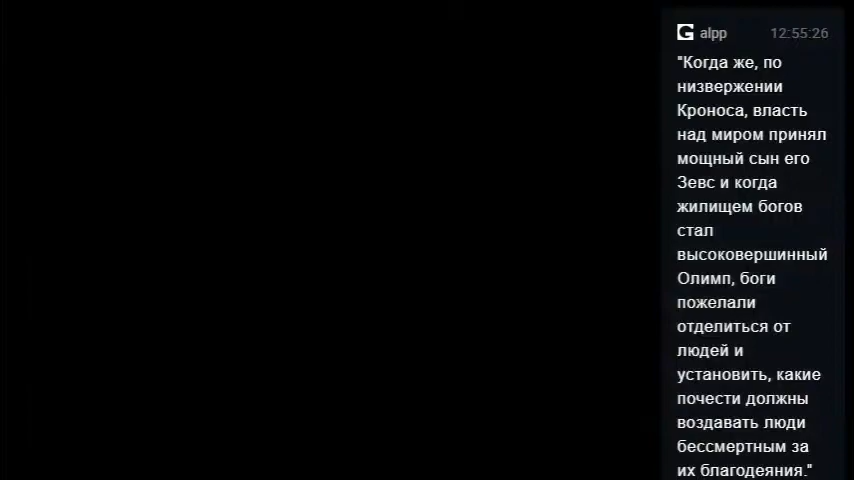 G alpp 12:55:26
"Когда же, по
низвержении
Кроноса, власть
над миром принял
мощный сын его
Зевс и когда
жилищем богов
стал
высоковершинный
Олимп, боги
пожелали
отделиться от
людей и
установить, какие
почести должны
воздавать люди
бессмертным за
их благодеяния."